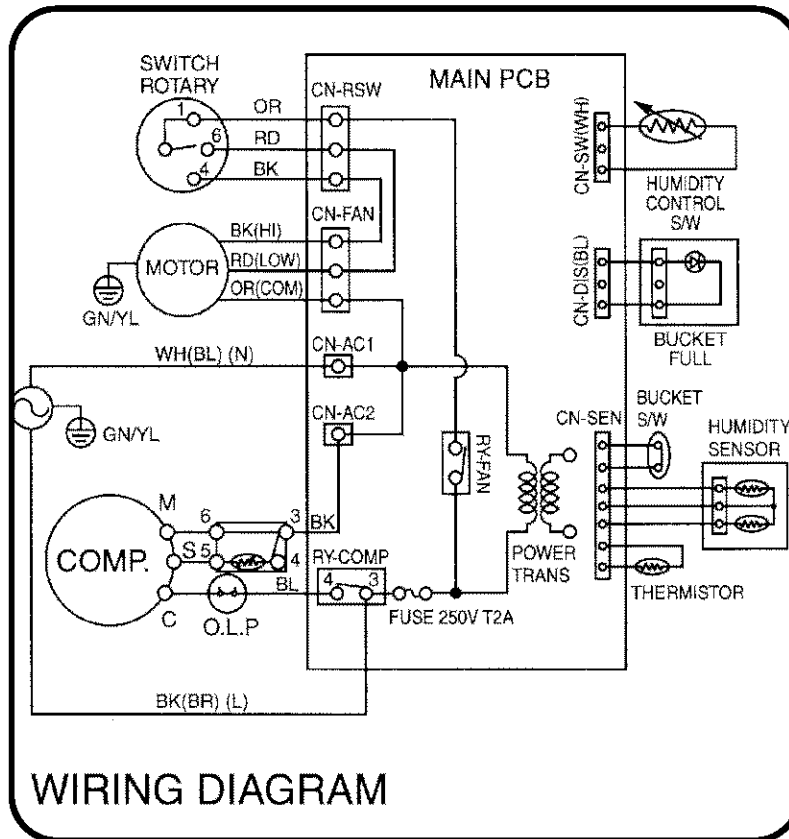 SWITCH
ROTARY
1
6
4
OR
RD
BK
CN-RSW
MAIN PCB
CN-SW(WH)
HUMIDITY
CONTROL
S/W
CN-FAN
BK(HI)
RD(LOW)
OR(COM)
MOTOR
GN/YL
CN-DIS(BL)
BUCKET
FULL
WH(BL) (N)
CN-AC1
GN/YL
CN-AC2
CN-SEN
BUCKET
S/W
HUMIDITY
SENSOR
RY-FAN
M
6
3
BK
COMP.
S
5
4
RY-COMP
4
3
POWER
TRANS
THERMISTOR
C
BL
O.L.P
FUSE 250V T2A
BK(BR) (L)
WIRING DIAGRAM